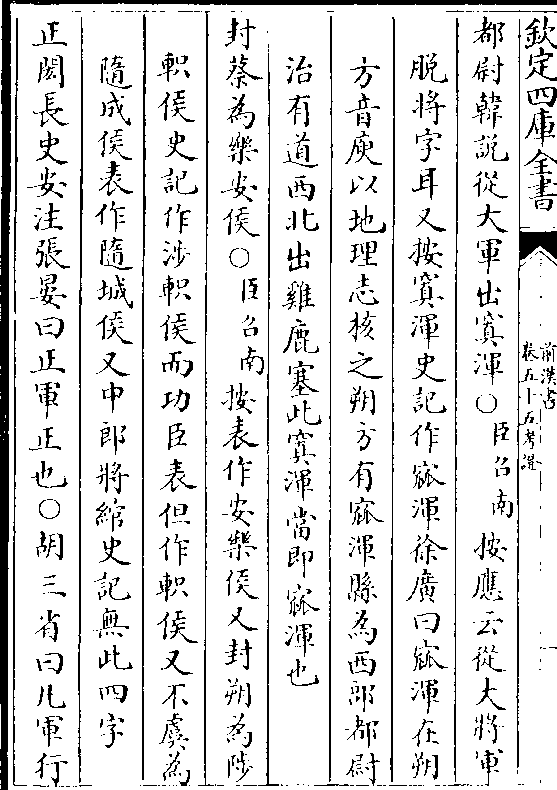 欽定四庫全書
前漢書
卷五十五考證
都尉韓説從大軍出窴渾○臣召南按應云從大將軍
脱將字耳又按窴渾史記作窳渾徐廣曰窳渾在朔
方音庾以地理志核之朔方有窳渾縣為西部都尉
治有道西北出雞鹿塞此窴渾當即窳渾也
封蔡為樂安侯○臣召南按表作安樂侯又封朔為陟
軹侯史記作涉軹侯而功臣表但作軹侯又不虞為
隨成侯表作隨城侯又中郎將綰史記無此四字
正閎長史安注張晏曰正軍正也○胡三省曰凡軍行